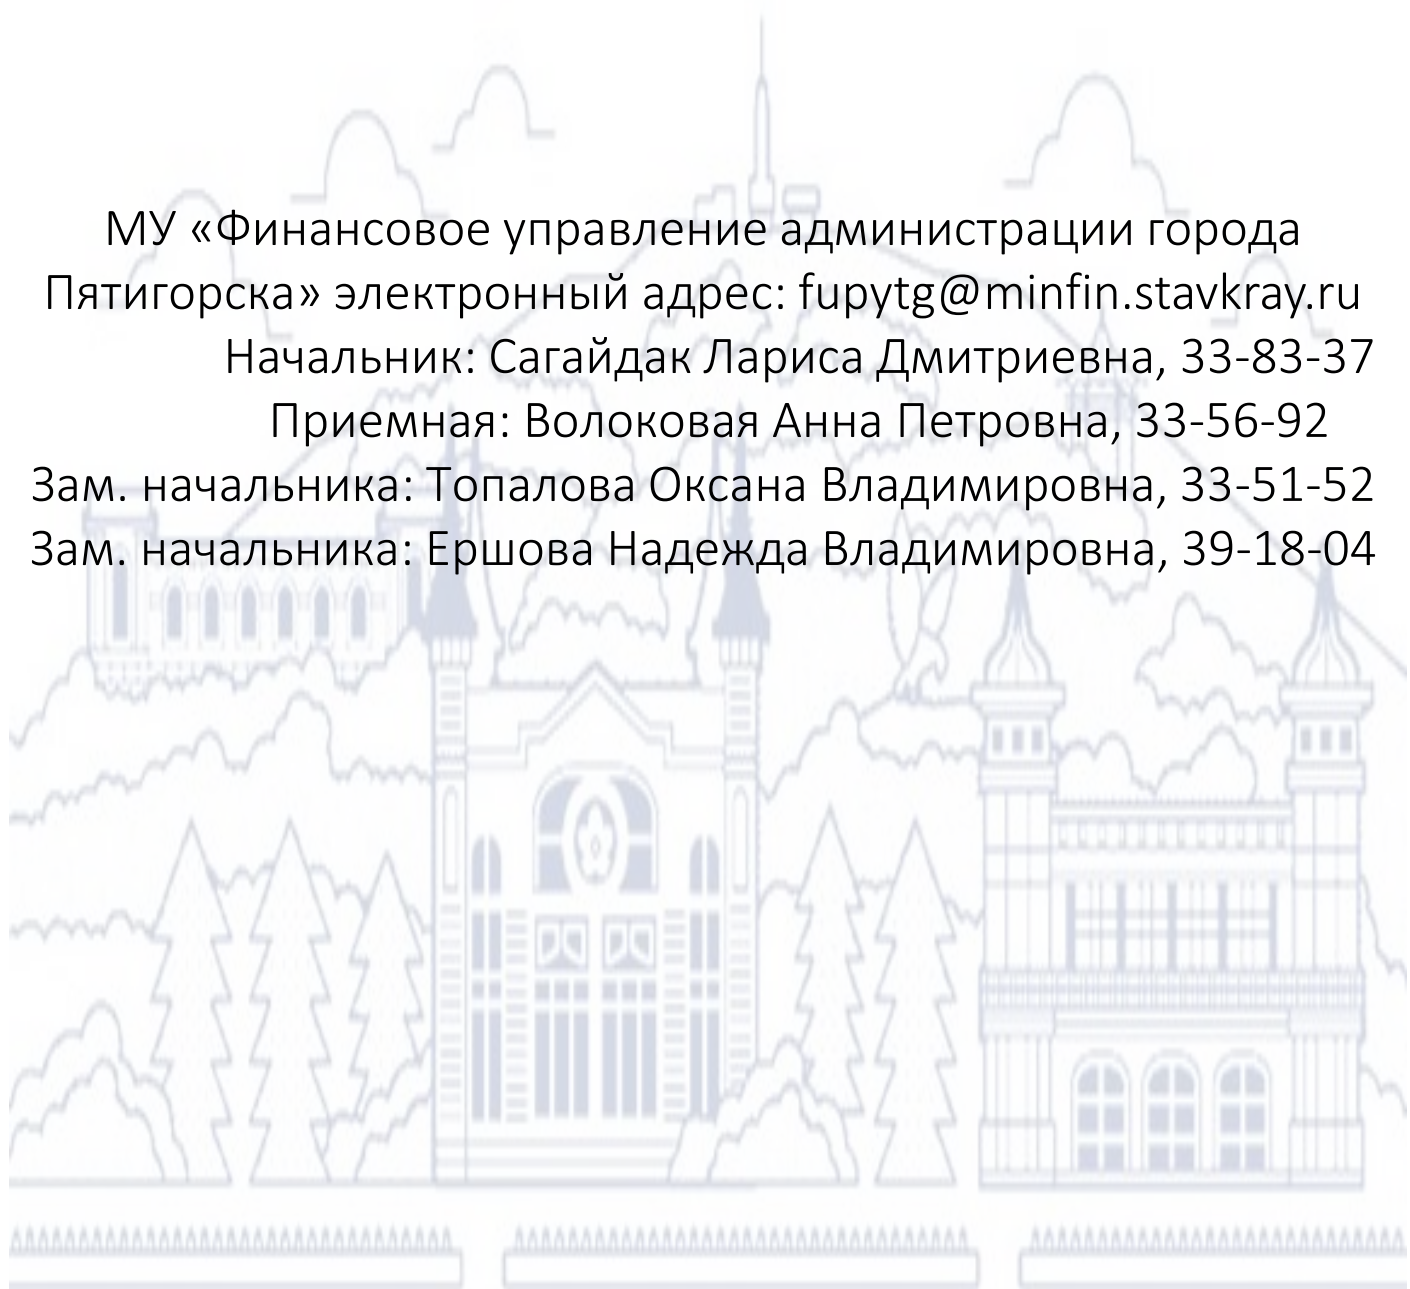 МУ «Финансовое управление администрации города
Пятигорска» электронный адрес: fupytg@minfin.stavkray.ru
Начальник: Сагайдак Лариса Дмитриевна, 33-83-37
Приемная: Волоковая Анна Петровна, 33-56-92
Зам. начальника: Топалова Оксана Владимировна, 33-51-52
Зам. начальника: Ершова Надежда Владимировна, 39-18-04